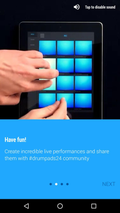 Tap to disable sound
Have fun!
Create incredible live performances and share
them with #drumpads24 community
NEXT